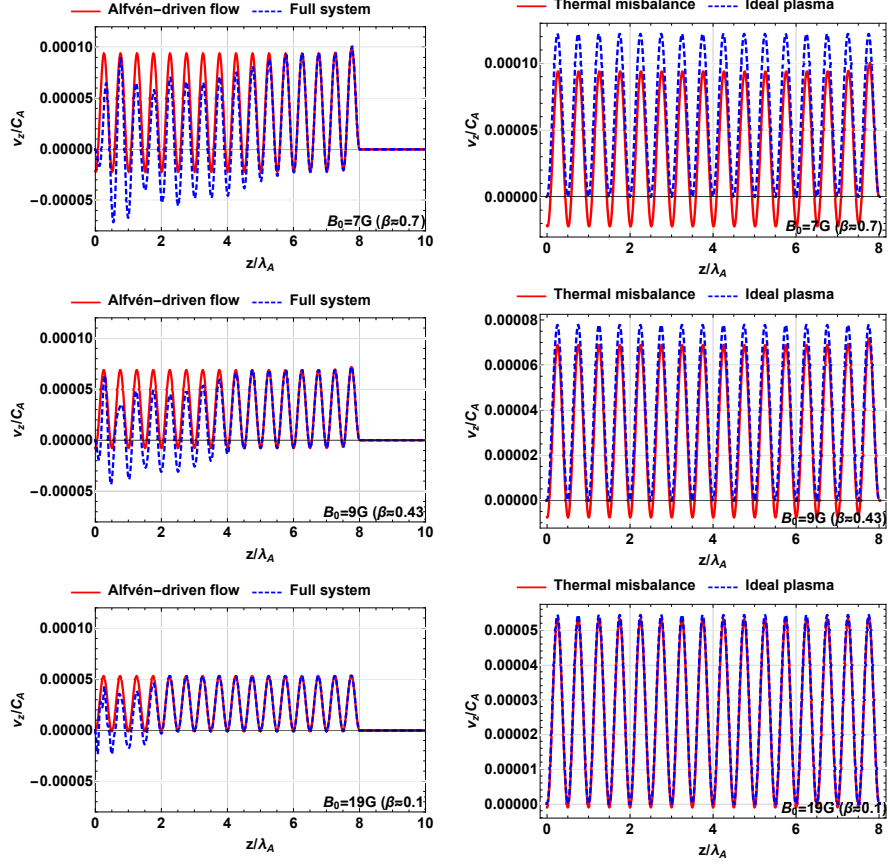 Alfvén-driven flow Full system
0.00010
0.00005
0.00000
-0.00005
v_z/C_A
B_0=7G (β≈0.7)
0 2 4 6 8 10
z/λ_A
Thermal misbalance Ideal plasma
0.00010
0.00005
0.00000
v_z/C_A
B_0=7G (β≈0.7)
0 2 4 6 8
z/λ_A
Alfvén-driven flow Full system
0.00010
0.00005
0.00000
-0.00005
v_z/C_A
B_0=9G (β≈0.43
0 2 4 6 8 10
z/λ_A
Thermal misbalance Ideal plasma
0.00008
0.00006
0.00004
0.00002
0.00000
v_z/C_A
B_0=9G (β≈0.43)
0 2 4 6 8
z/λ_A
Alfvén-driven flow Full system
0.00010
0.00005
0.00000
-0.00005
v_z/C_A
B_0=19G (β≈0.1)
0 2 4 6 8 10
z/λ_A
Thermal misbalance Ideal plasma
0.00005
0.00004
0.00003
0.00002
0.00001
0.00000
v_z/C_A
B_0=19G (β≈0.1)
0 2 4 6 8
z/λ_A